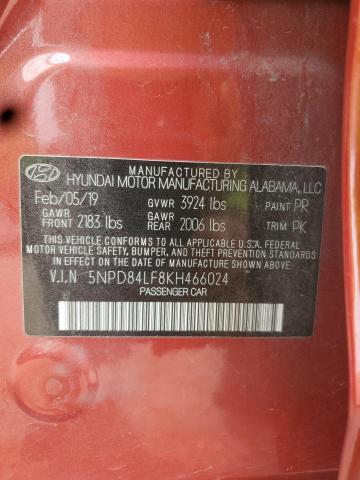 MANUFACTURED BY
HYUNDAI MOTOR MANUFACTURING ALABAMA, LLC
Feb/05/19 GVWR 3924 lbs PAINT PR
GAWR FRONT 2183 lbs GAWR REAR 2006 lbs TRIM PK
THIS VEHICLE CONFORMS TO ALL APPLICABLE U.S.A. FEDERAL
MOTOR VEHICLE SAFETY, BUMPER, AND THEFT PREVENTION
STANDARDS IN EFFECT ON THE DATE OF MANUFACTURE SHOWN ABOVE.
V.I.N 5NPD84LF8KH466024
PASSENGER CAR